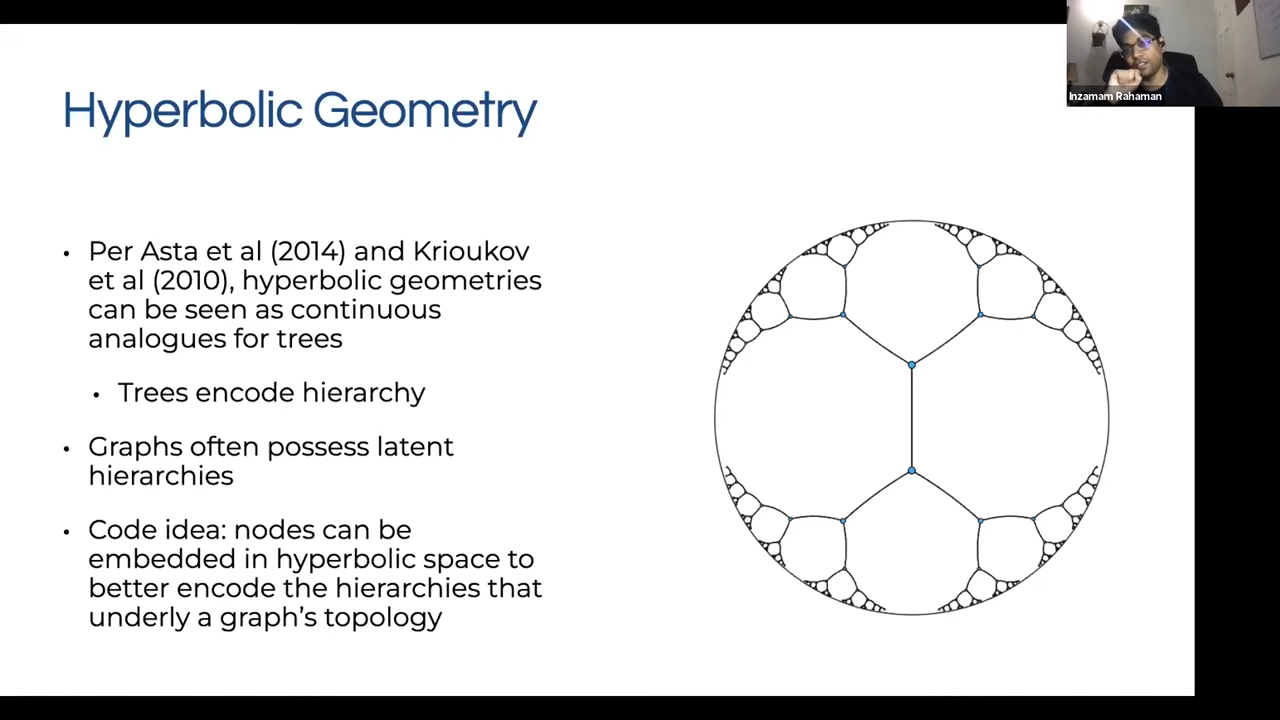 Inzamam Rahaman
Hyperbolic Geometry
• Per Asta et al (2014) and Krioukov
et al (2010), hyperbolic geometries
can be seen as continuous
analogues for trees
• Trees encode hierarchy
• Graphs often possess latent
hierarchies
• Code idea: nodes can be
embedded in hyperbolic space to
better encode the hierarchies that
underly a graph's topology